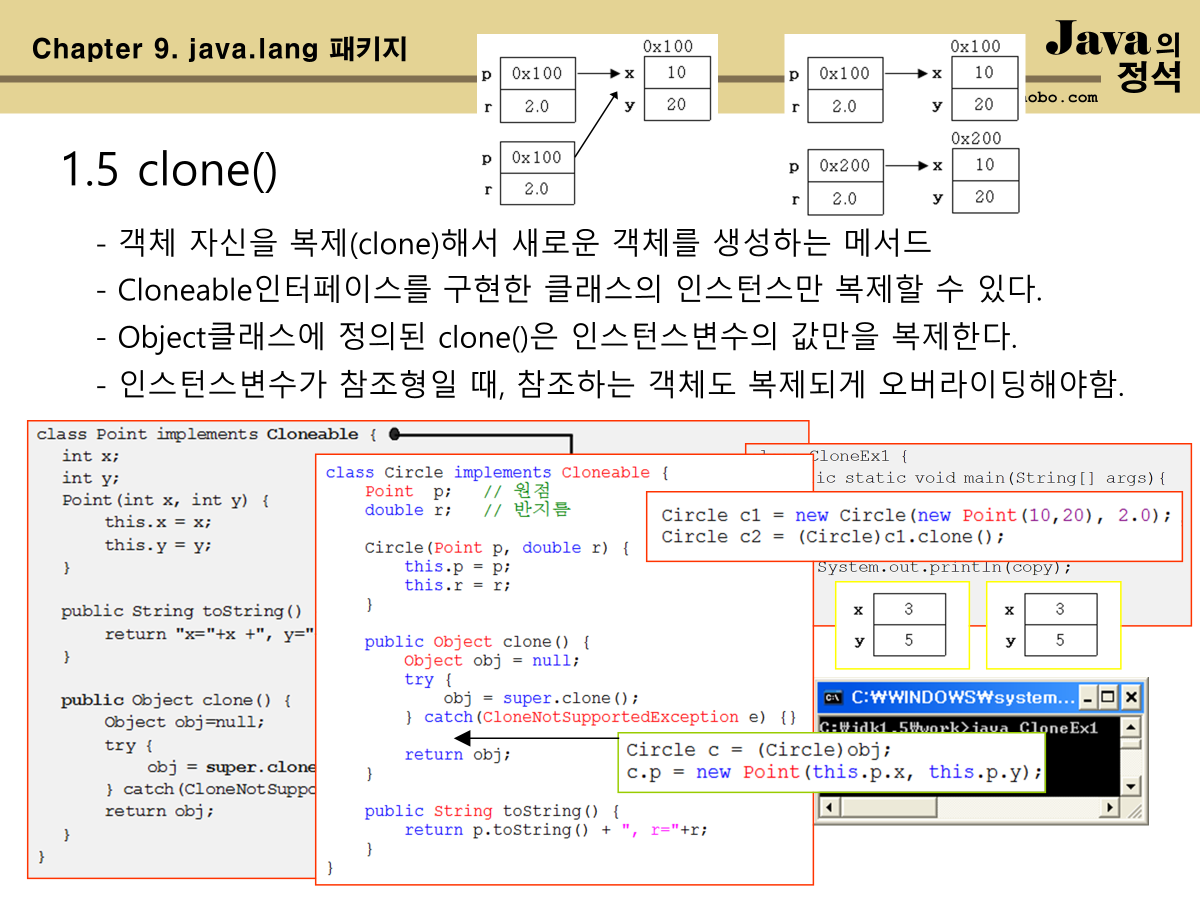 Chapter 9. java.lang 패키지
Java의
정석
obo.com
0x100
p 0x100 x 10
r 2.0 y 20
p 0x100
r 2.0
0x100
p 0x100 x 10
r 2.0 y 20
0x200
p 0x200 x 10
r 2.0 y 20
1.5 clone()
- 객체 자신을 복제(clone)해서 새로운 객체를 생성하는 메서드
- Cloneable인터페이스를 구현한 클래스의 인스턴스만 복제할 수 있다.
- Object클래스에 정의된 clone()은 인스턴스변수의 값만을 복제한다.
- 인스턴스변수가 참조형일 때, 참조하는 객체도 복제되게 오버라이딩해야함.
class Point implements Cloneable {
int x;
int y;
Point(int x, int y) {
this.x = x;
this.y = y;
}
public String toString()
return "x="+x +", y="
}
public Object clone() {
Object obj=null;
try {
obj = super.clone
} catch(CloneNotSuppo
return obj;
}
}
class Circle implements Cloneable {
Point p; // 원점
double r; // 반지름
Circle(Point p, double r) {
this.p = p;
this.r = r;
}
public Object clone() {
Object obj = null;
try {
obj = super.clone();
} catch(CloneNotSupportedException e) {}
return obj;
}
public String toString() {
return p.toString() + ", r="+r;
}
}
CloneEx1 {
ic static void main(String[] args){
Circle c1 = new Circle(new Point(10,20), 2.0);
Circle c2 = (Circle)c1.clone();
System.out.println(copy);
x 3
y 5
x 3
y 5
C:₩WINDOWS₩system...
C:₩jdk1.5₩work>java CloneEx1
Circle c = (Circle)obj;
c.p = new Point(this.p.x, this.p.y);